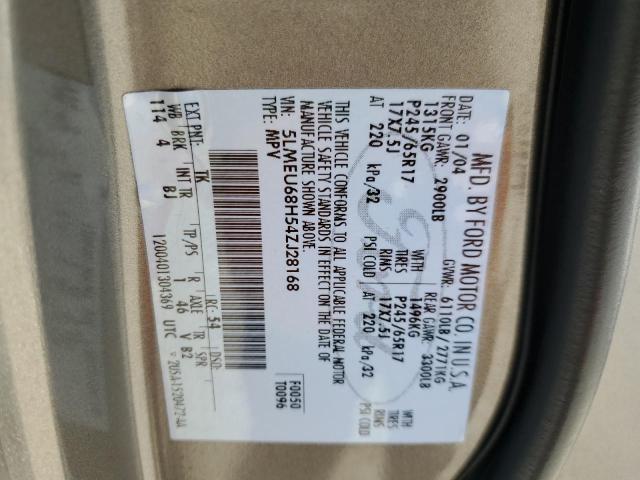 MFD. BY FORD MOTOR CO. IN U.S.A.
DATE: 01/04 GVWR: 6110LB/2771KG
FRONT GAWR: 2900LB REAR GAWR: 3300LB
1315KG WITH 1496KG WITH
P245/65R17 TIRES P245/65R17 TIRES
17X7.5J RIMS 17X7.5J RIMS
AT 220 kPa/32 PSI COLD AT 220 kPa/32 PSI COLD
THIS VEHICLE CONFORMS TO ALL APPLICABLE FEDERAL MOTOR
VEHICLE SAFETY STANDARDS IN EFFECT ON THE DATE OF
MANUFACTURE SHOWN ABOVE.
VIN: 5LMEU68H54ZJ28168 F0050
TYPE: MPV T0096
EXT PNT: TK RC: 54 DSO:
WB BRK INT TR TP/PS R AXLE TR SPR
114 4 BJ 1 46 V B2
1200401304369 UTC